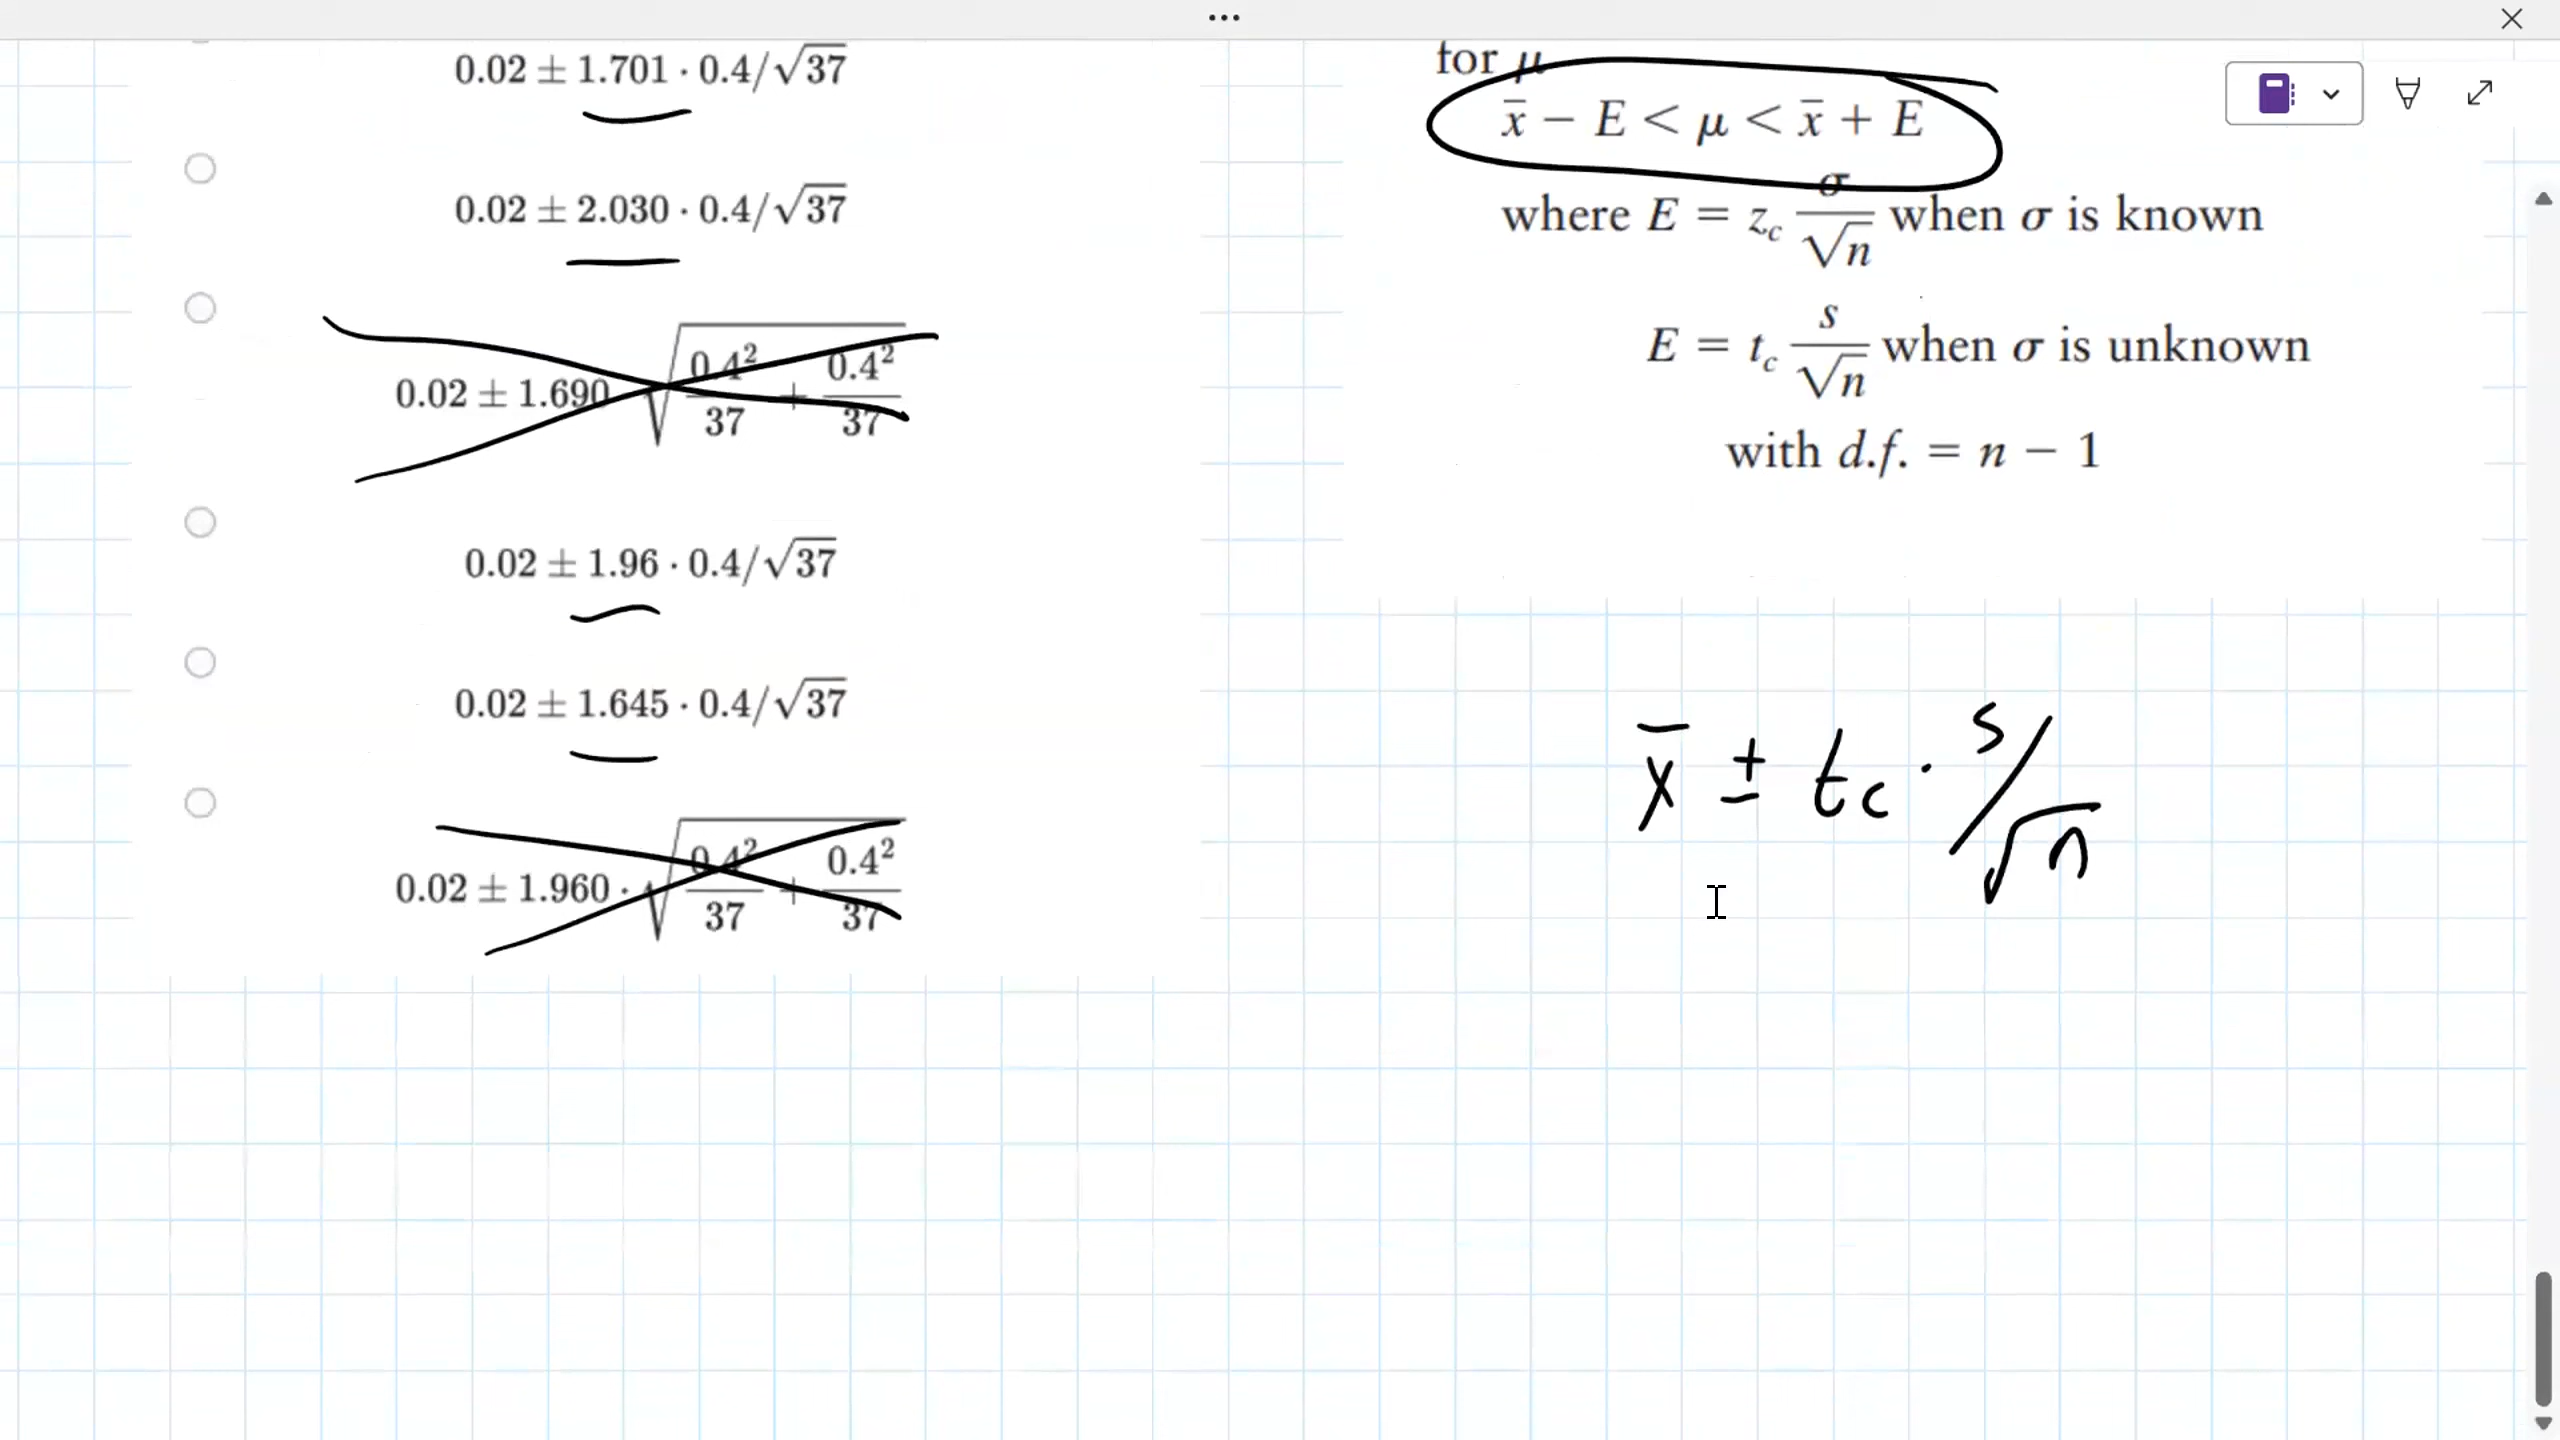 0.02 ± 1.701 · 0.4/√37
0.02 ± 2.030 · 0.4/√37
0.02 ± 1.690 √(0.4²/37 + 0.4²/37)
0.02 ± 1.96 · 0.4/√37
0.02 ± 1.645 · 0.4/√37
0.02 ± 1.960 · √(0.4²/37 + 0.4²/37)
for μ
x̄ − E < μ < x̄ + E
where E = z_c σ/√n when σ is known
E = t_c s/√n when σ is unknown
with d.f. = n − 1
x̄ ± tc · s/√n